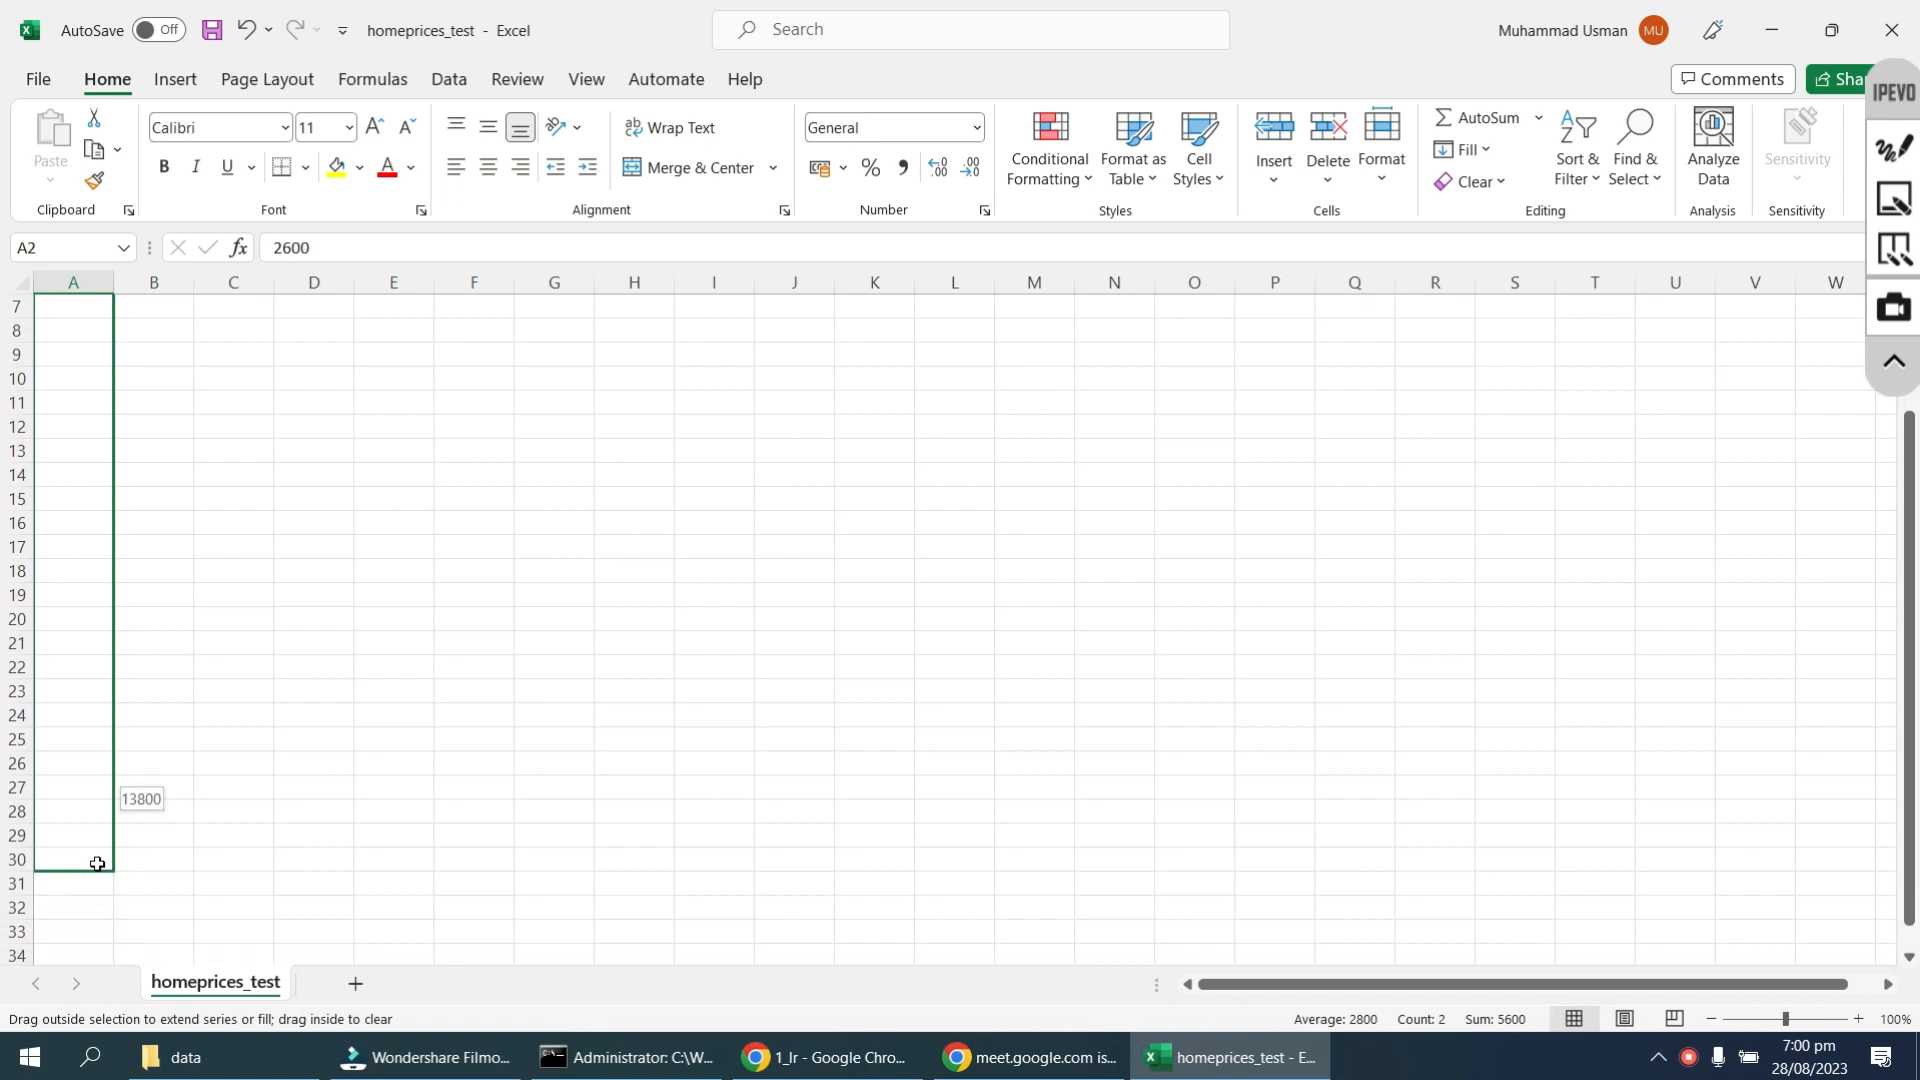 AutoSave Off homeprices_test - Excel Search Muhammad Usman MU
File Home Insert Page Layout Formulas Data Review View Automate Help Comments Shar
IPEVO
Paste Calibri 11 Wrap Text General Conditional Formatting Format as Table Cell Styles Insert Delete Format AutoSum Fill Clear Sort & Filter Find & Select Analyze Data Sensitivity
B I U A Merge & Center % , .00
Clipboard Font Alignment Number Styles Cells Editing Analysis Sensitivity
A2 fx 2600
A B C D E F G H I J K L M N O P Q R S T U V W
7
8
9
10
11
12
13
14
15
16
17
18
19
20
21
22
23
24
25
26
27
13800
28
29
30
31
32
33
34
homeprices_test
Drag outside selection to extend series or fill; drag inside to clear Average: 2800 Count: 2 Sum: 5600 100%
data Wondershare Filmo... Administrator: C:\W... 1_lr - Google Chro... meet.google.com is... homeprices_test - E... 7:00 pm
28/08/2023